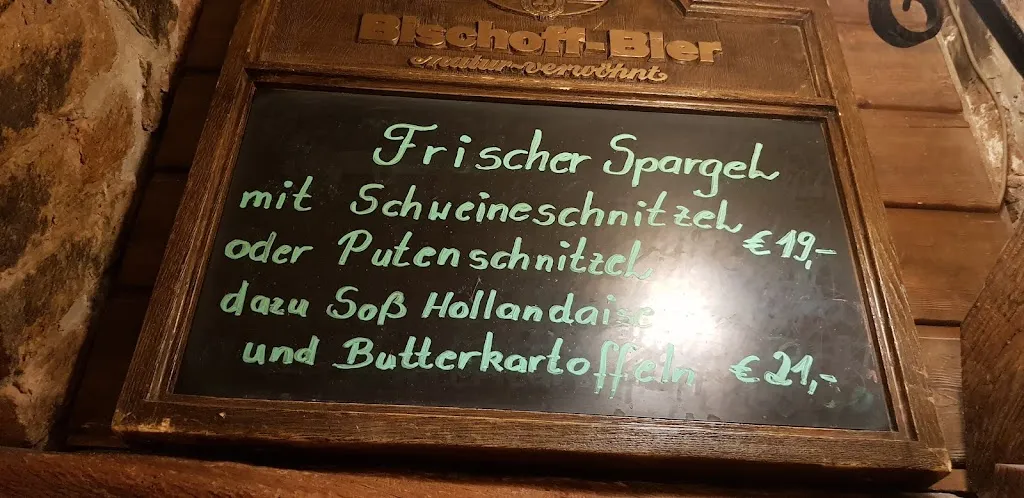 Bischoff-Bier
Natur-verwöhnt
Frischer Spargel
mit Schweineschnitzel
€ 19,-
oder Putenschnitzel
dazu Soß Hollandaise
und Butterkartoffeln € 21,-